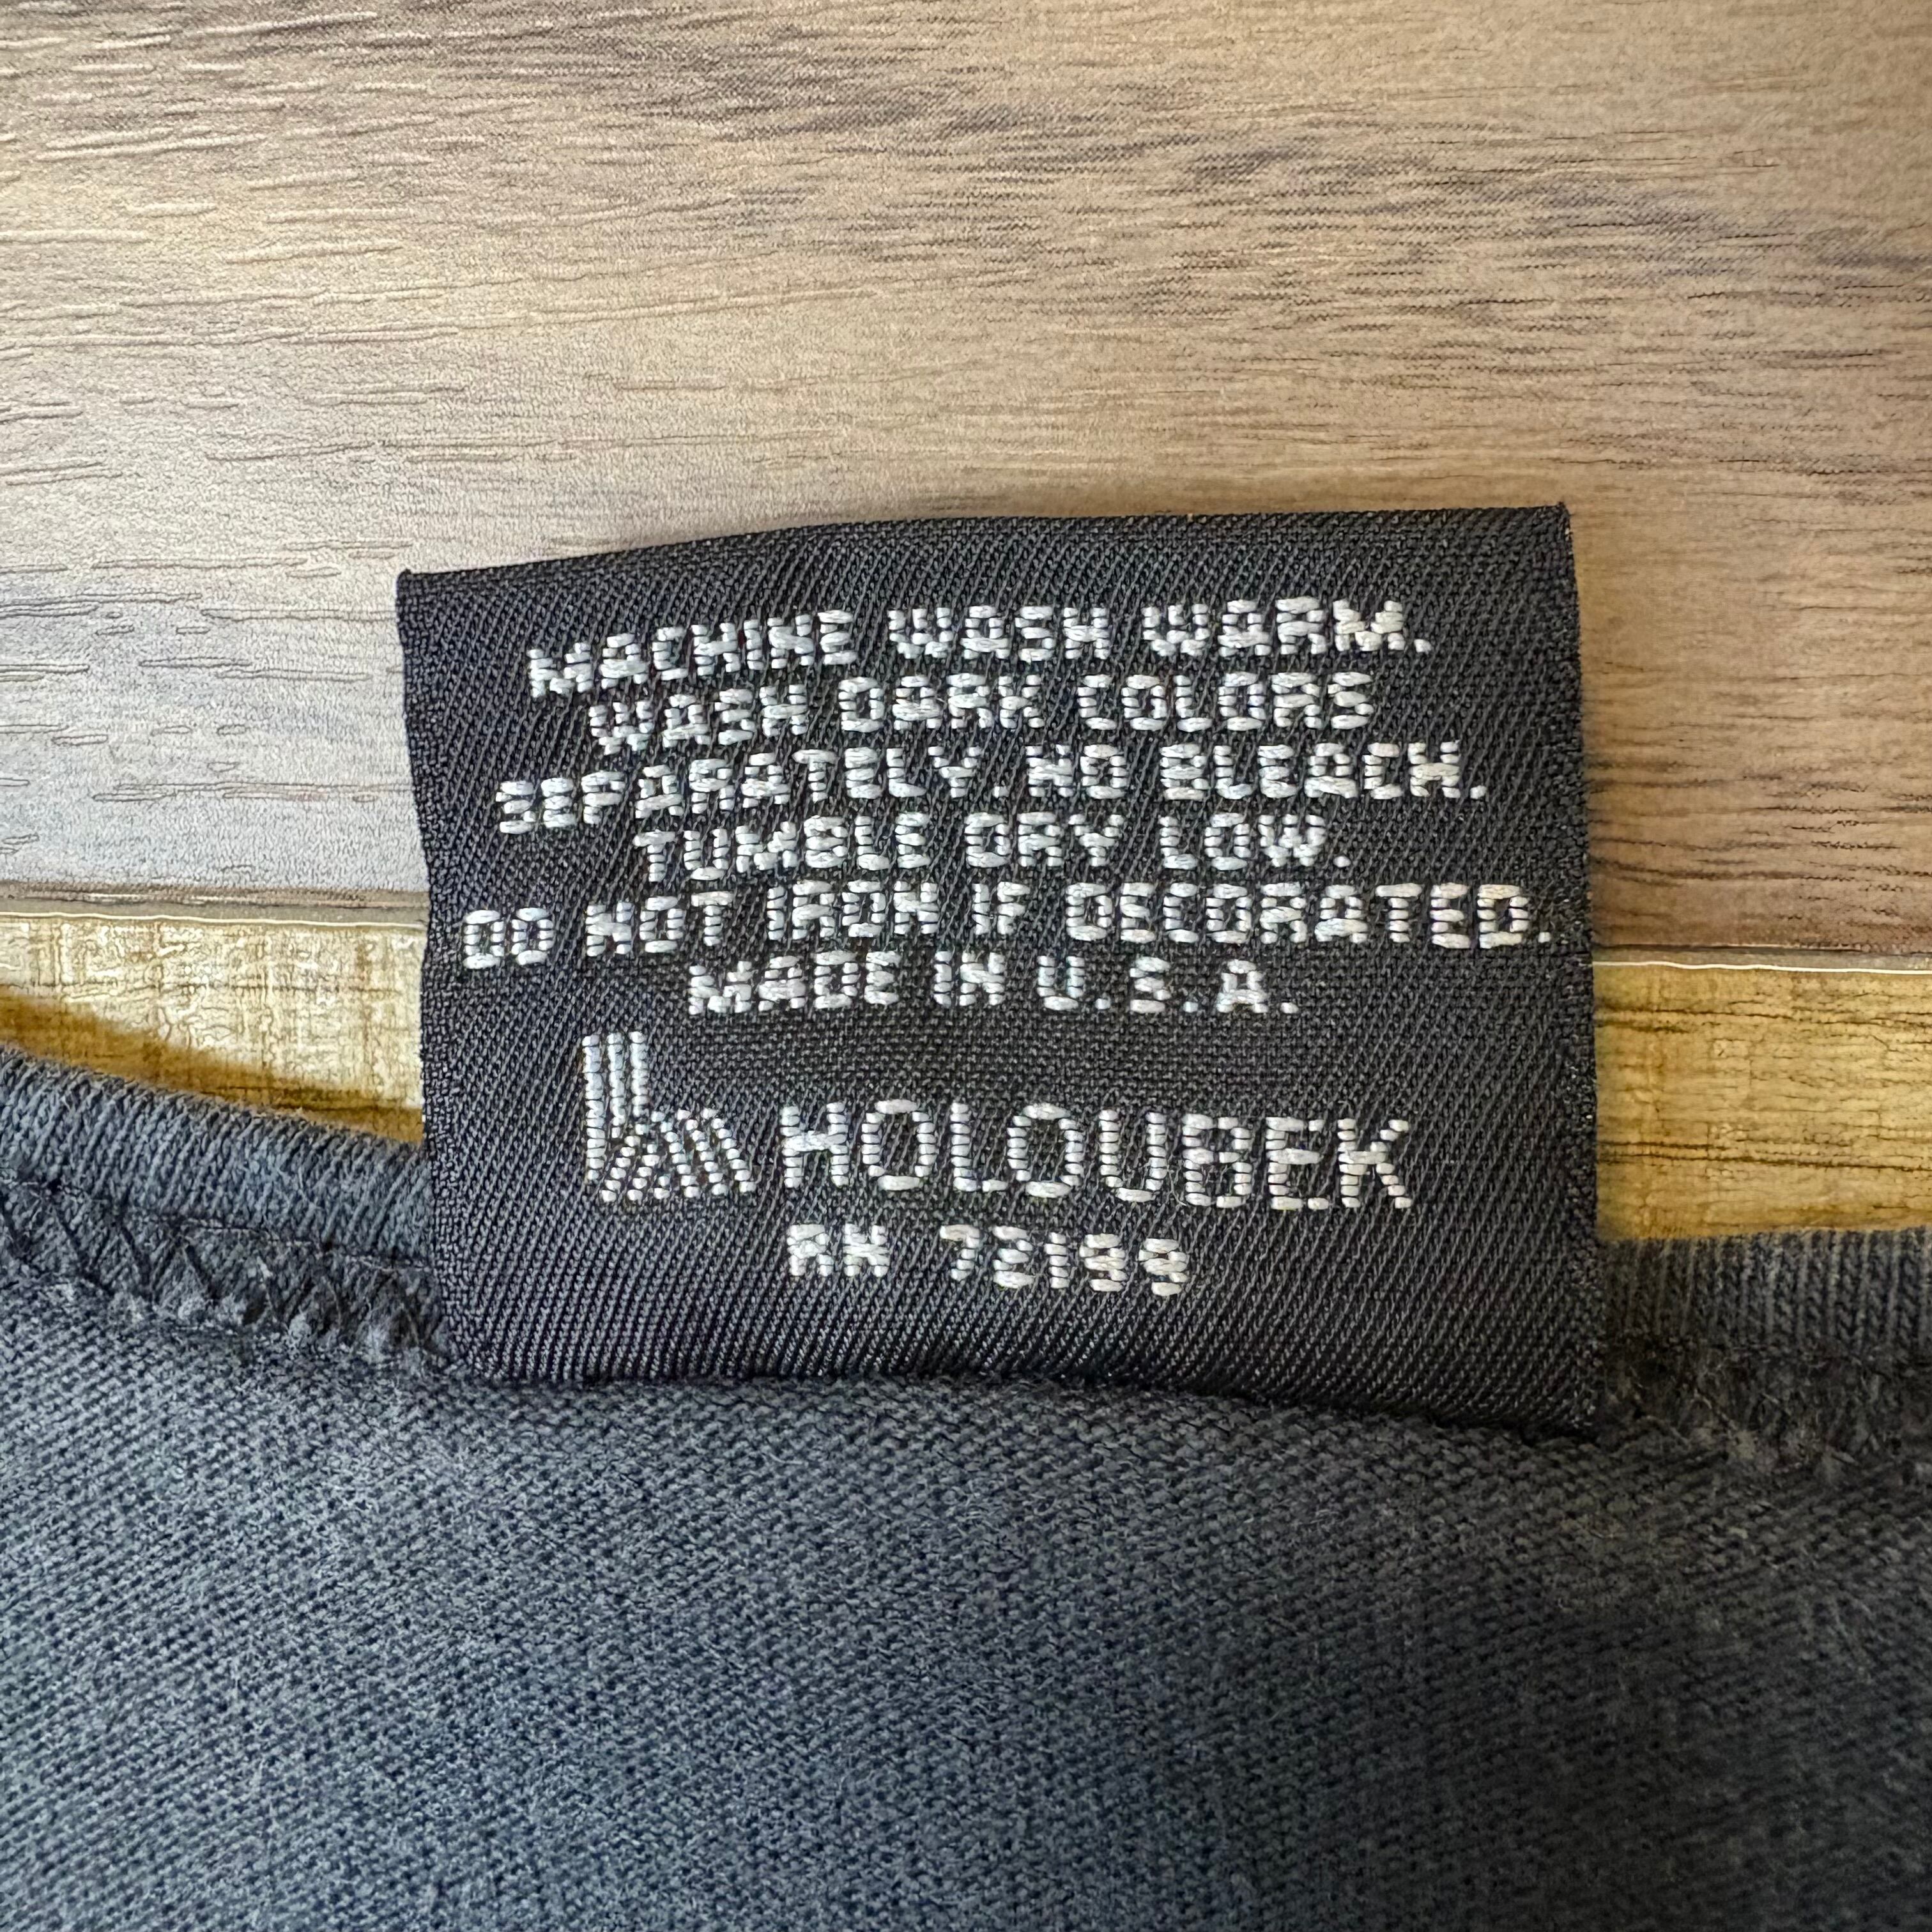 MACHINE WASH WARM.
WASH DARK COLORS
SEPARATELY. NO BLEACH.
TUMBLE DRY LOW.
DO NOT IRON IF DECORATED.
MADE IN U.S.A.
HOLOUBEK
RN 72199